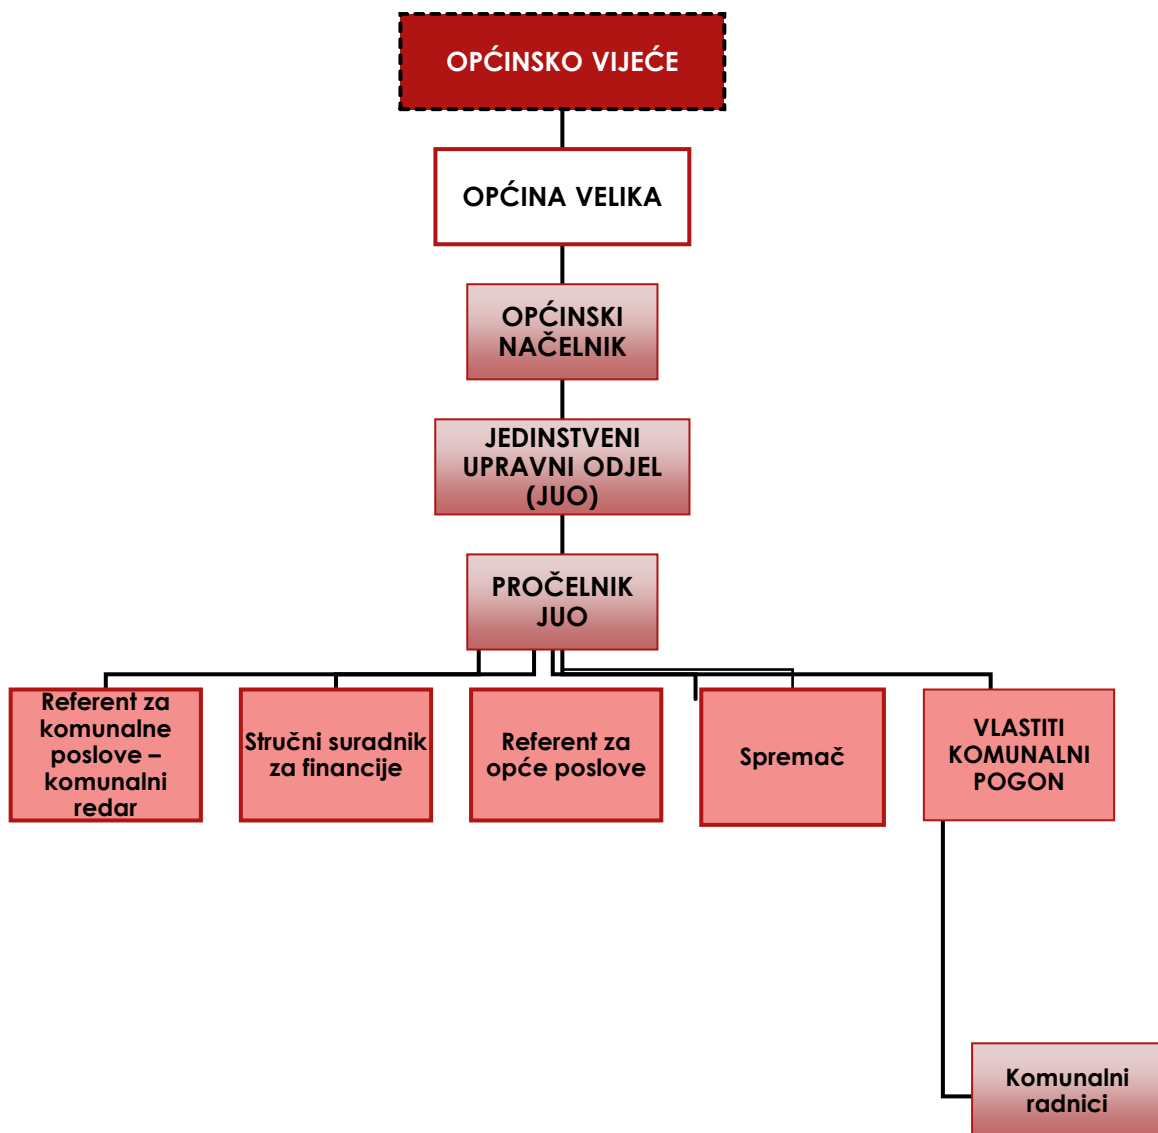 OPĆINSKO VIJEĆE
OPĆINA VELIKA
OPĆINSKI
NAČELNIK
JEDINSTVENI
UPRAVNI ODJEL
(JUO)
PROČELNIK
JUO
Referent za
komunalne
poslove –
komunalni
redar
Stručni suradnik
za financije
Referent za
opće poslove
Spremač
VLASTITI
KOMUNALNI
POGON
Komunalni
radnici